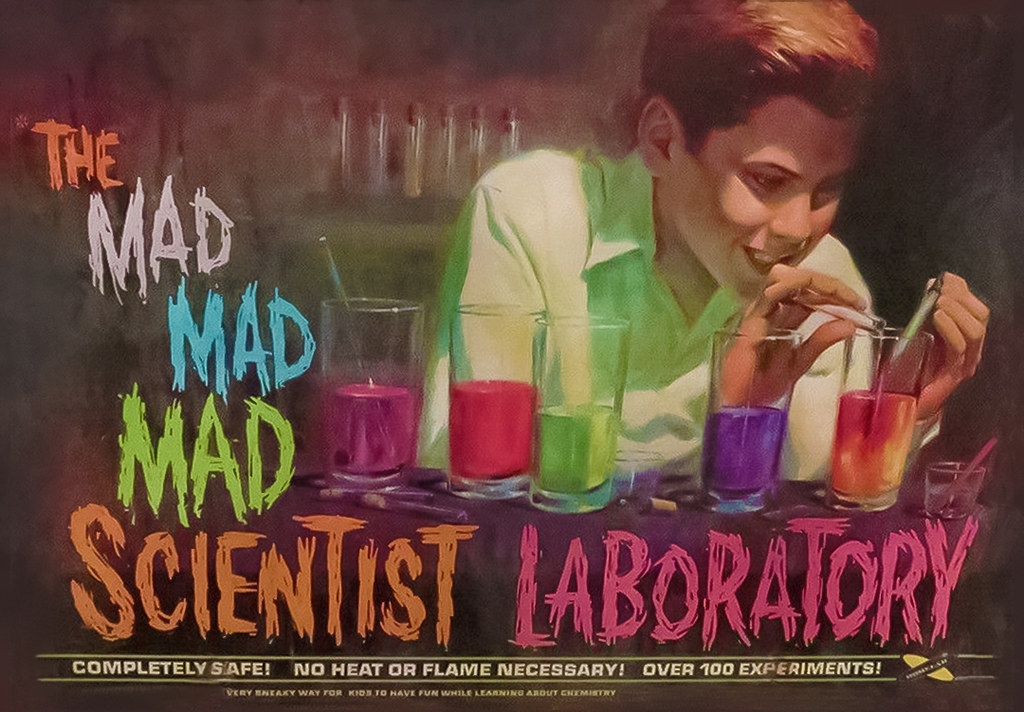 *THE
MAD
MAD
MAD
SCIENTIST LABORATORY
COMPLETELY SAFE! NO HEAT OR FLAME NECESSARY! OVER 100 EXPERIMENTS!
VERY SNEAKY WAY FOR KIDS TO HAVE FUN WHILE LEARNING ABOUT CHEMISTRY